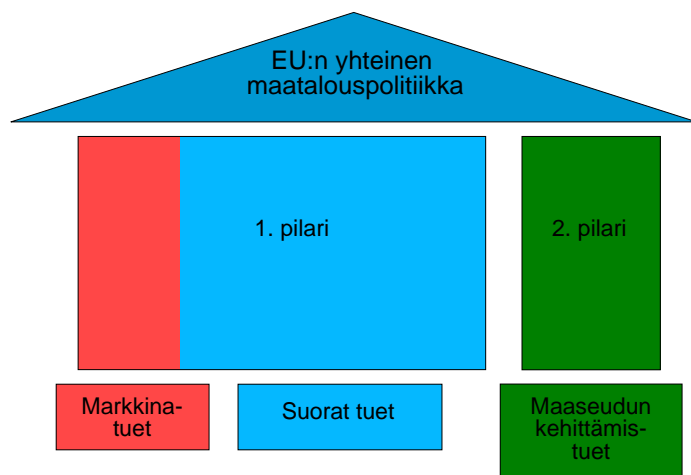 EU:n yhteinen
maatalouspolitiikka
1. pilari
2. pilari
Markkina-
tuet
Suorat tuet
Maaseudun
kehittämis-
tuet